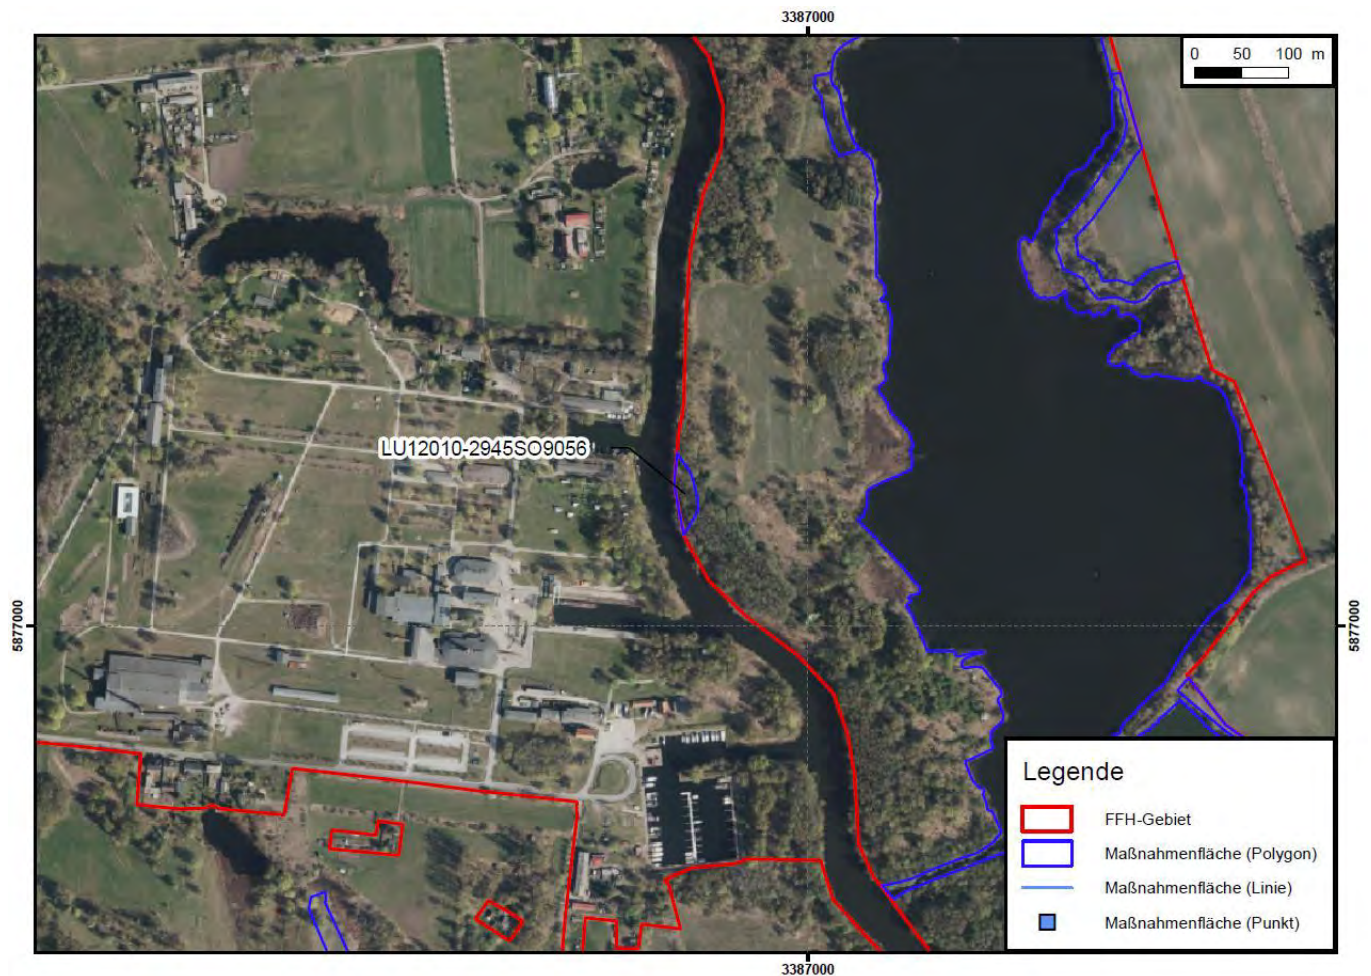 3387000
0 50 100 m
LU12010-2945SO9056
5877000
5877000
Legende
FFH-Gebiet
Maßnahmenfläche (Polygon)
Maßnahmenfläche (Linie)
Maßnahmenfläche (Punkt)
3387000